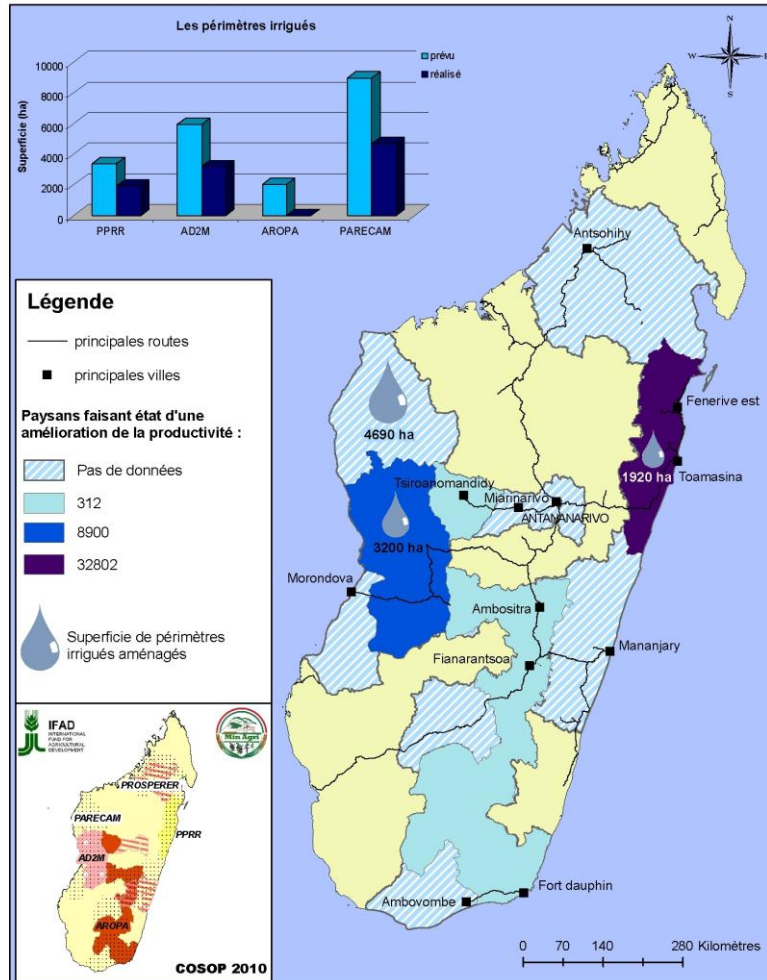 Les périmètres irrigués
prévu
réalisé
Superficie (ha)
10000
8000
6000
4000
2000
0
PPRR
AD2M
AROPA
PARECAM
N
W
E
S
Légende
principales routes
principales villes
Paysans faisant état d'une
amélioration de la productivité :
Pas de données
312
8900
32802
Superficie de périmètres
irrigués aménagés
Antsohihy
Fenerive est
4690 ha
1920 ha
Toamasina
Tsiroanomandidy
Miarinarivo
ANTANANARIVO
3200 ha
Morondova
Ambositra
Mananjary
Fianarantsoa
Fort dauphin
Ambovombe
0 70 140 280 Kilomètres
IFAD
INTERNATIONAL
FUND FOR
AGRICULTURAL
DEVELOPMENT
Min Agri
PROSPERER
PARECAM
PPRR
AD2M
AROPA
COSOP 2010